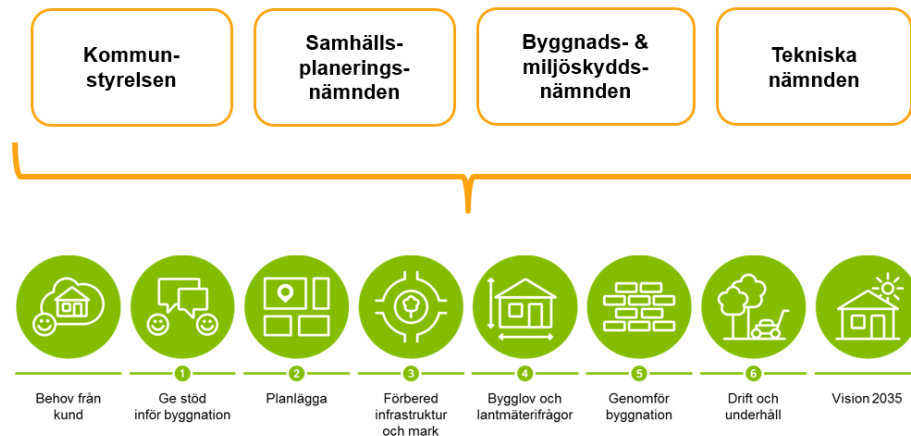 Kommun-
styrelsen
Samhälls-
planerings-
nämnden
Byggnads- &
miljöskydds-
nämnden
Tekniska
nämnden
Behov från
kund
1
Ge stöd
inför byggnation
2
Planlägga
3
Förbered
infrastruktur
och mark
4
Bygglov och
lantmäterifrågor
5
Genomför
byggnation
6
Drift och
underhåll
Vision 2035